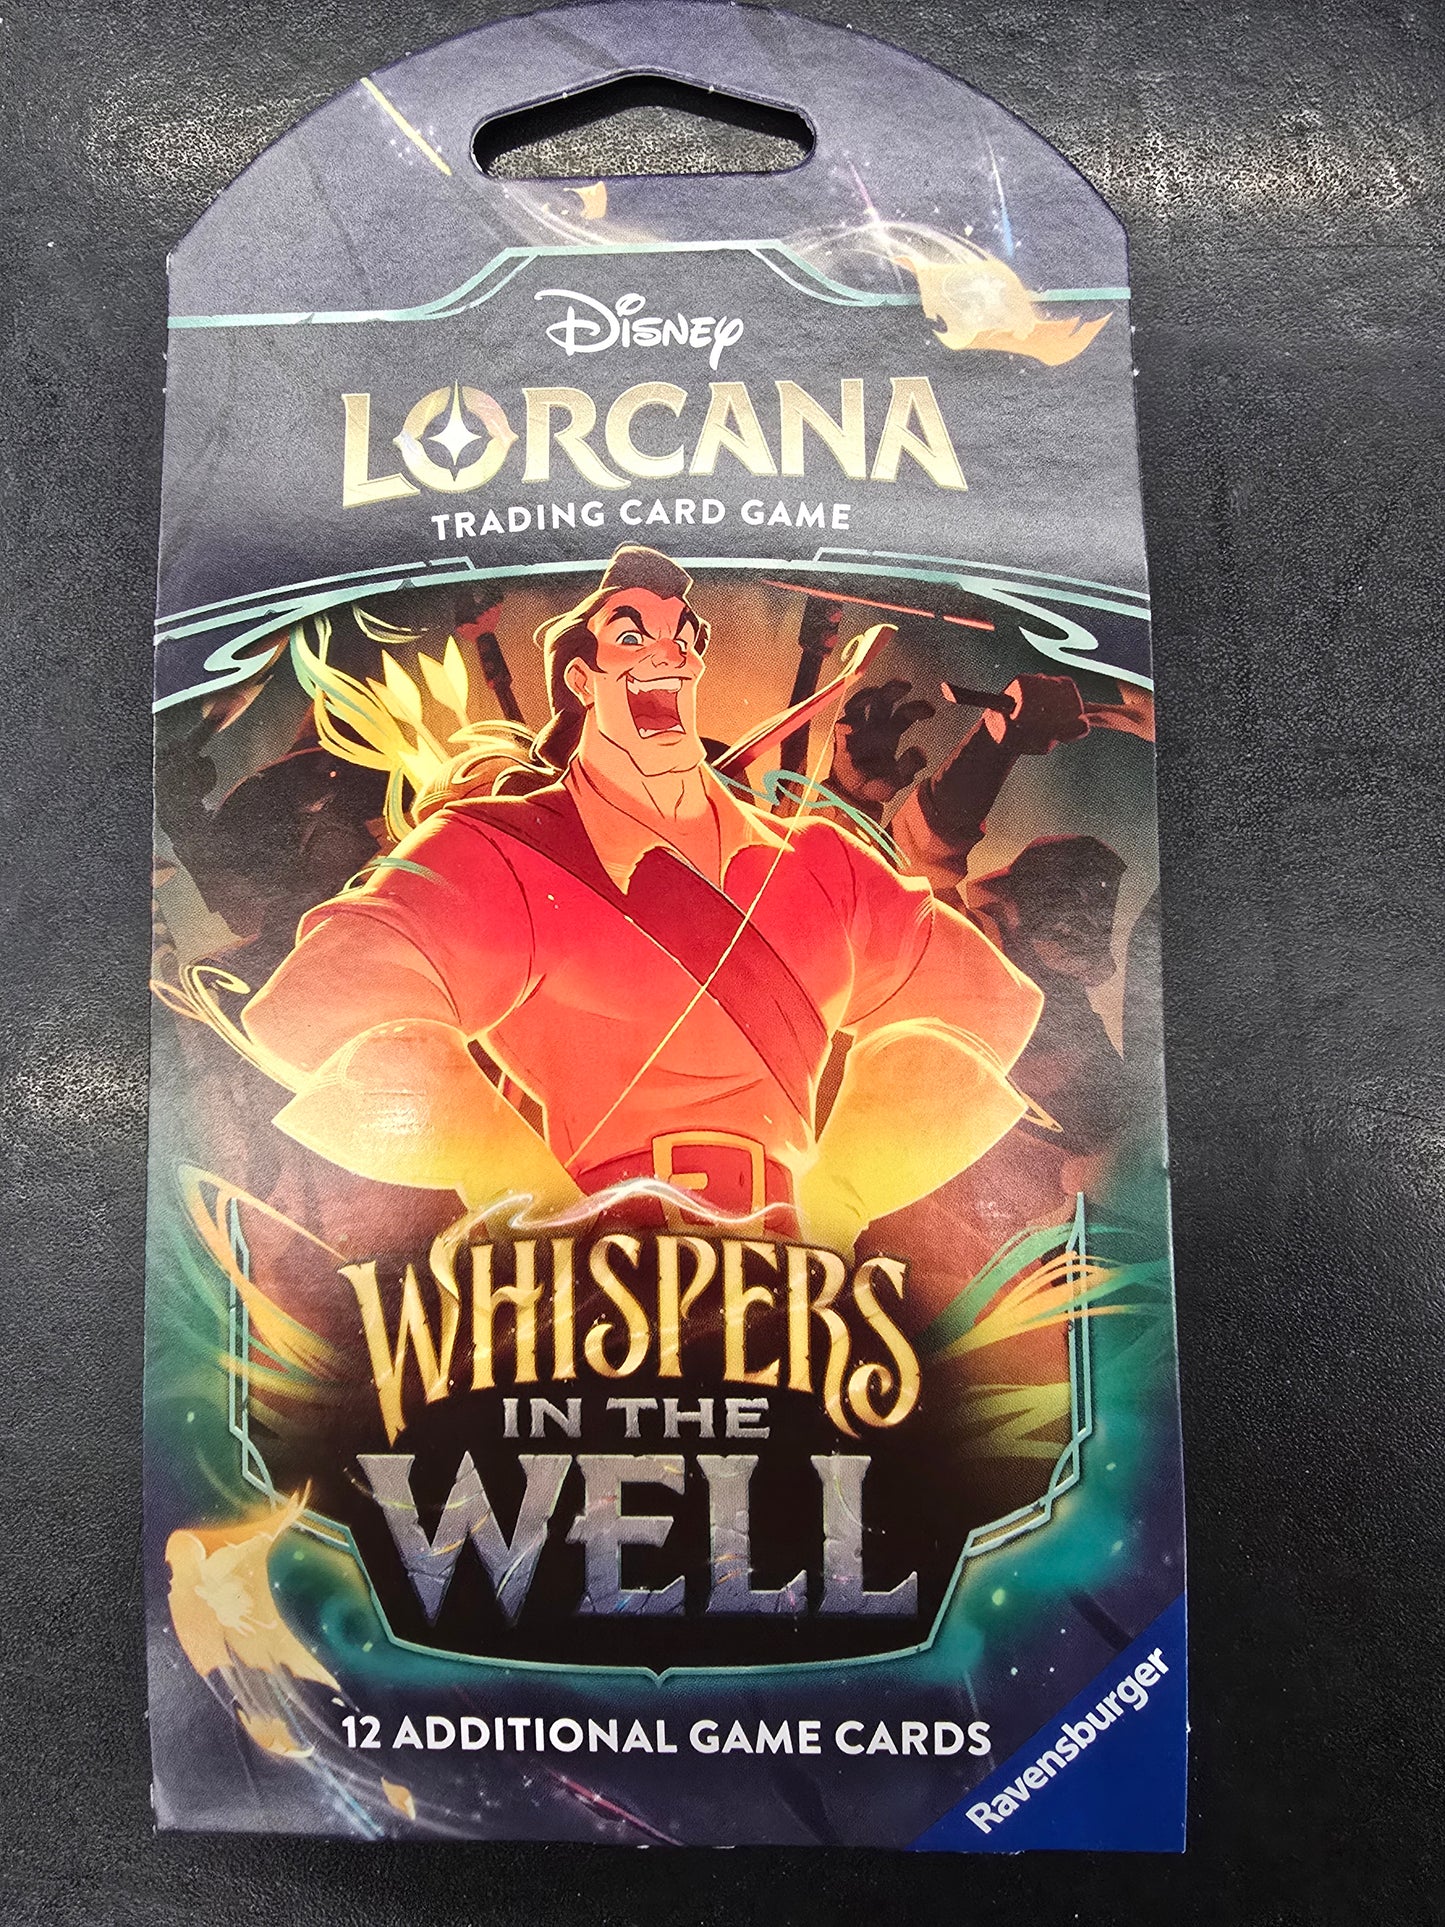 Disney
LORCANA
TRADING CARD GAME
WHISPERS
IN THE
WELL
12 ADDITIONAL GAME CARDS
Ravensburger